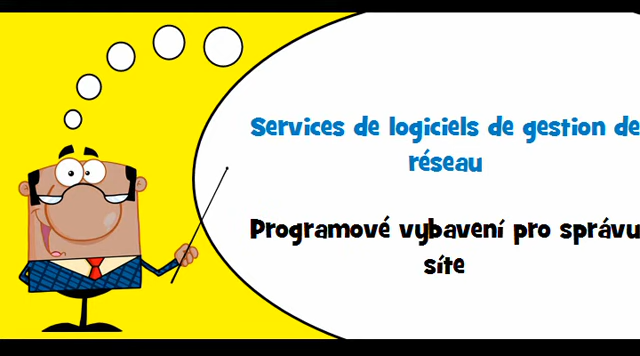 Services de logiciels de gestion de
réseau
Programové vybavení pro správu
síte